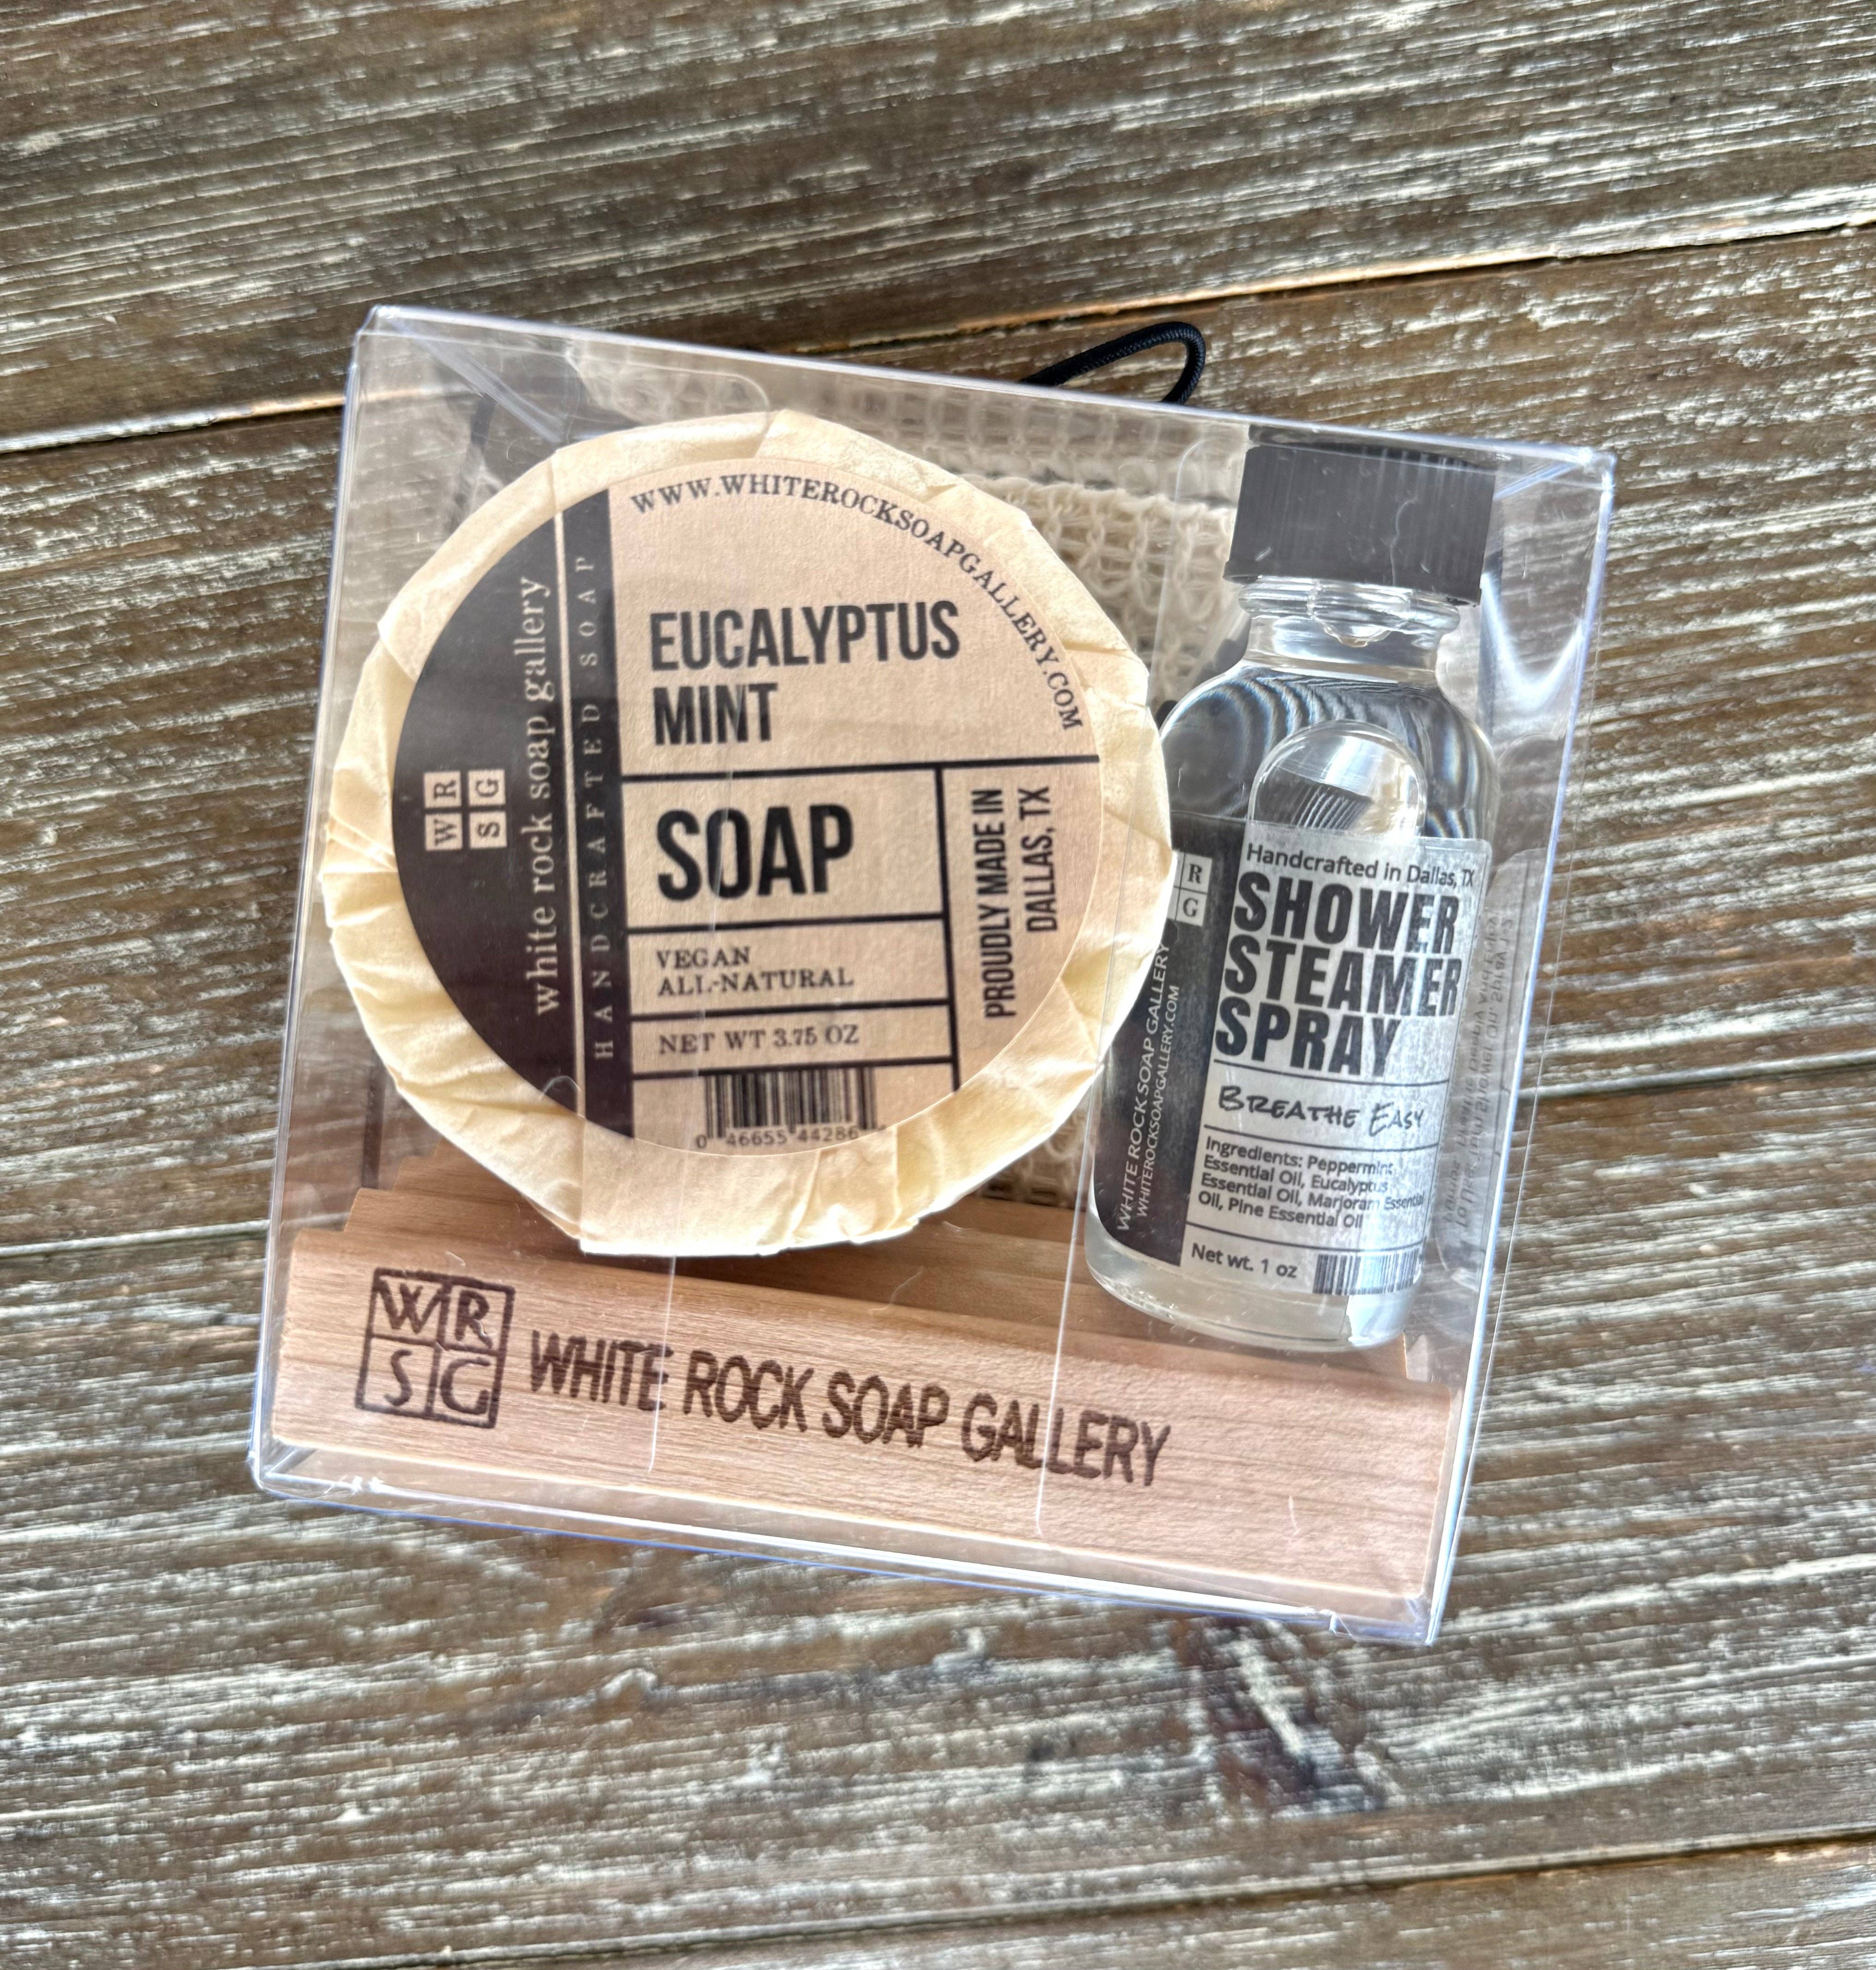 WWW.WHITEROCKSOAPGALLERY.COM
W R
S G
white rock soap gallery
HANDCRAFTED SOAP
EUCALYPTUS
MINT
SOAP
VEGAN
ALL-NATURAL
NET WT 3.75 OZ
PROUDLY MADE IN
DALLAS, TX
0 46655 44286
R
G
WHITE ROCK SOAP GALLERY
WHITEROCKSOAPGALLERY.COM
Handcrafted in Dallas, TX
SHOWER
STEAMER
SPRAY
BREATHE EASY
Ingredients: Peppermint
Essential Oil, Eucalyptus
Essential Oil, Marjoram Essential
Oil, Pine Essential Oil
Net wt. 1 oz
W R
S G
WHITE ROCK SOAP GALLERY